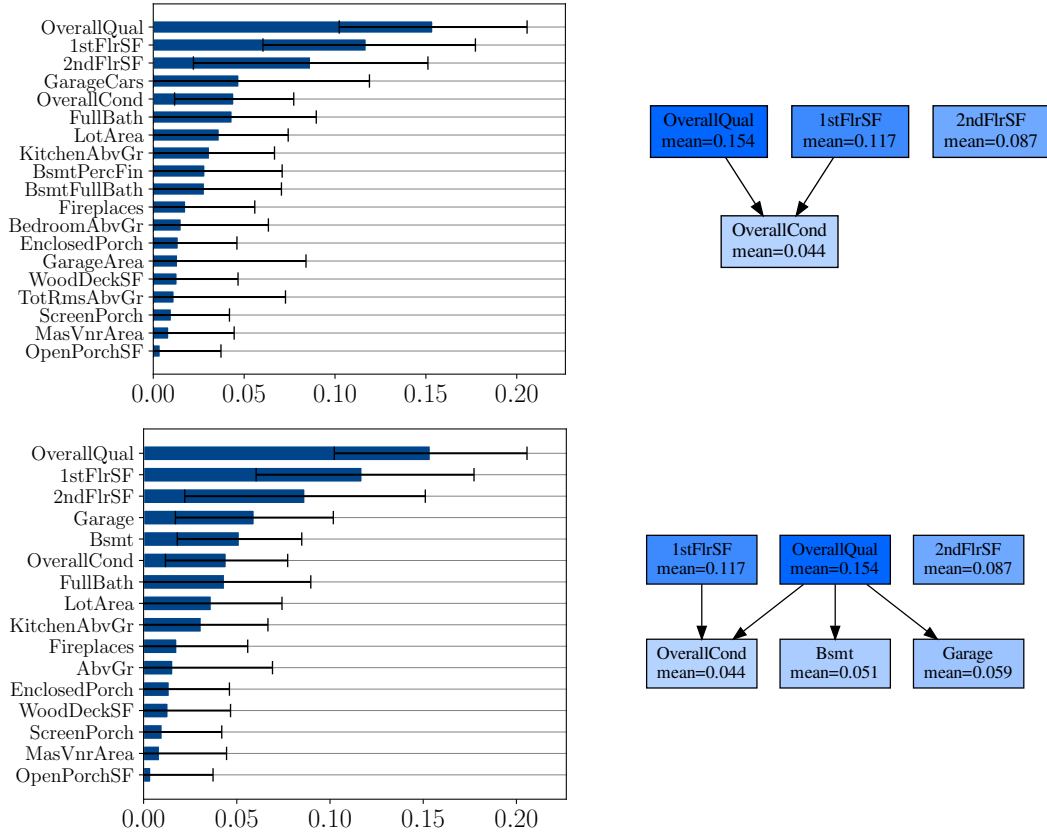 OverallQual
1stFlrSF
2ndFlrSF
GarageCars
OverallCond
FullBath
LotArea
KitchenAbvGr
BsmtPercFin
BsmtFullBath
Fireplaces
BedroomAbvGr
EnclosedPorch
GarageArea
WoodDeckSF
TotRmsAbvGr
ScreenPorch
MasVnrArea
OpenPorchSF
0.00 0.05 0.10 0.15 0.20
OverallQual
mean=0.154
1stFlrSF
mean=0.117
2ndFlrSF
mean=0.087
OverallCond
mean=0.044
OverallQual
1stFlrSF
2ndFlrSF
Garage
Bsmt
OverallCond
FullBath
LotArea
KitchenAbvGr
Fireplaces
AbvGr
EnclosedPorch
WoodDeckSF
ScreenPorch
MasVnrArea
OpenPorchSF
0.00 0.05 0.10 0.15 0.20
1stFlrSF
mean=0.117
OverallQual
mean=0.154
2ndFlrSF
mean=0.087
OverallCond
mean=0.044
Bsmt
mean=0.051
Garage
mean=0.059